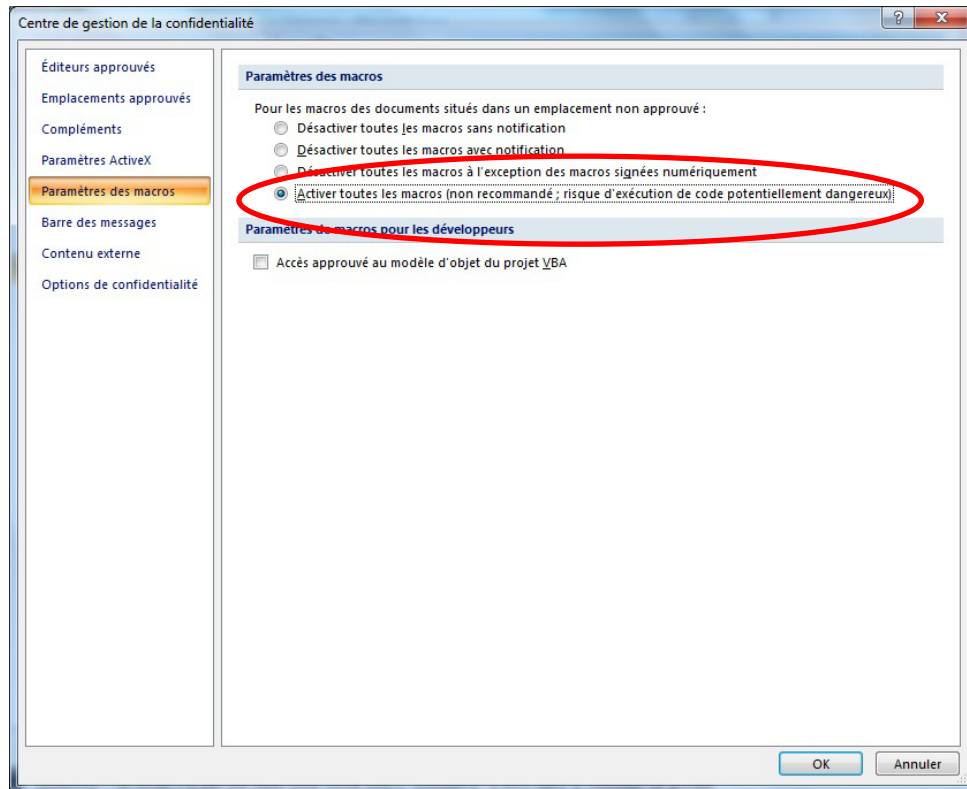 Centre de gestion de la confidentialité
Éditeurs approuvés
Emplacements approuvés
Compléments
Paramètres ActiveX
Paramètres des macros
Barre des messages
Contenu externe
Options de confidentialité
Paramètres des macros
Pour les macros des documents situés dans un emplacement non approuvé :
Désactiver toutes les macros sans notification
Désactiver toutes les macros avec notification
Désactiver toutes les macros à l'exception des macros signées numériquement
Activer toutes les macros (non recommandé ; risque d'exécution de code potentiellement dangereux)
Paramètres de macros pour les développeurs
Accès approuvé au modèle d'objet du projet VBA
OK
Annuler